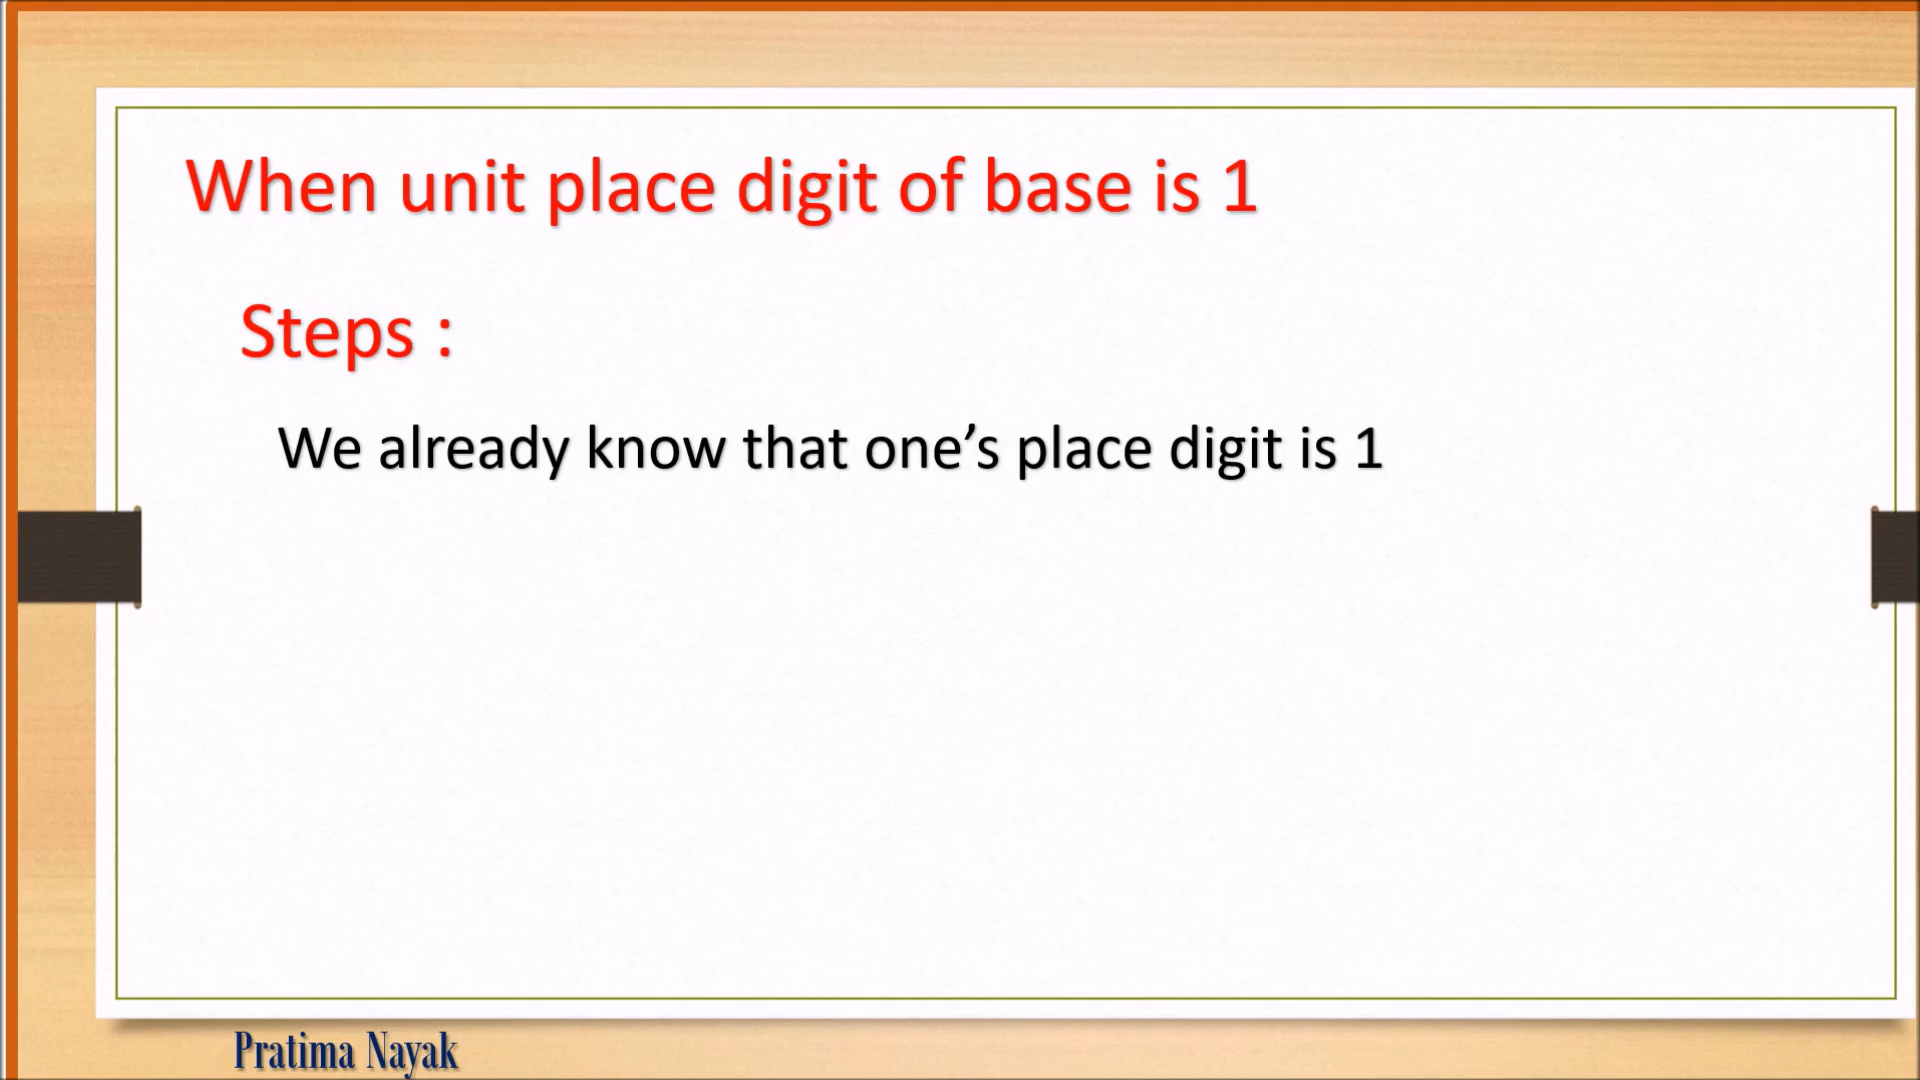 When unit place digit of base is 1
Steps :
We already know that one’s place digit is 1
Pratima Nayak